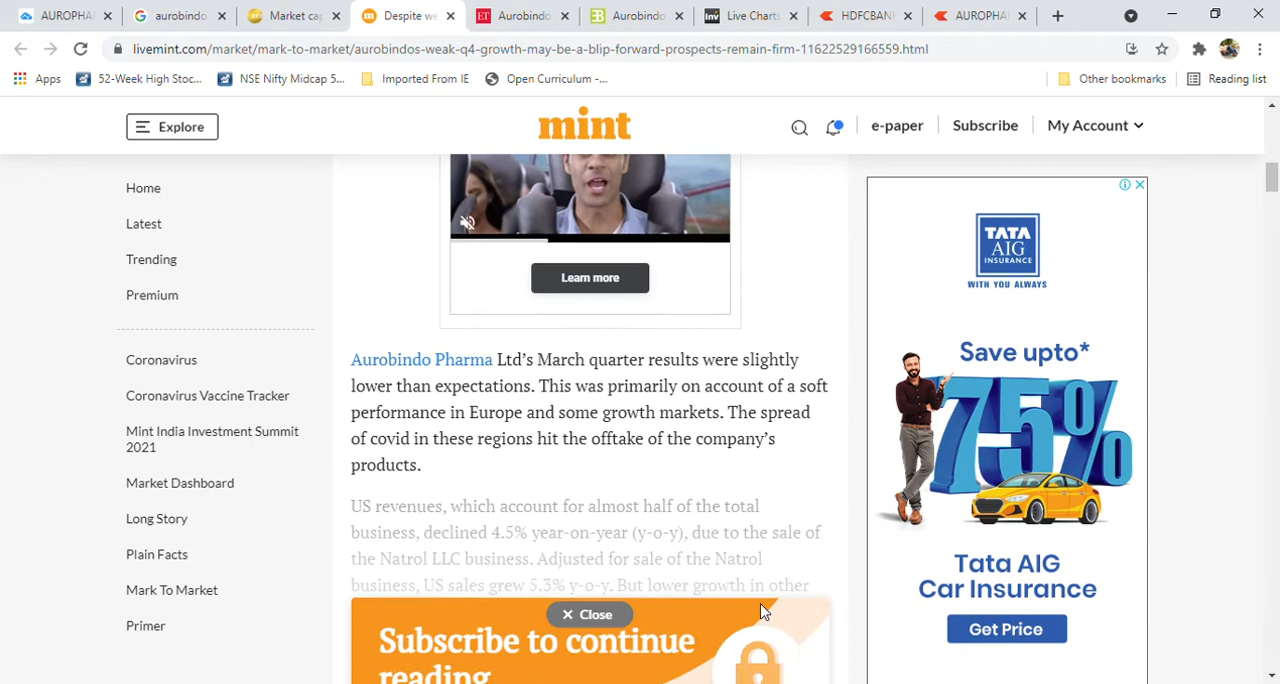 AUROPHA
aurobindo
Market cap
Despite we
Aurobindo
Aurobindo
Live Charts
HDFCBAN
AUROPHA
livemint.com/market/mark-to-market/aurobindos-weak-q4-growth-may-be-a-blip-forward-prospects-remain-firm-11622529166559.html
Apps
52-Week High Stoc...
NSE Nifty Midcap 5...
Imported From IE
Open Curriculum -...
Other bookmarks
Reading list
Explore
mint
e-paper
Subscribe
My Account
Home
Latest
Trending
Premium
Coronavirus
Coronavirus Vaccine Tracker
Mint India Investment Summit
2021
Market Dashboard
Long Story
Plain Facts
Mark To Market
Primer
Learn more
Aurobindo Pharma Ltd's March quarter results were slightly
lower than expectations. This was primarily on account of a soft
performance in Europe and some growth markets. The spread
of covid in these regions hit the offtake of the company's
products.
US revenues, which account for almost half of the total
business, declined 4.5% year-on-year (y-o-y), due to the sale of
the Natrol LLC business. Adjusted for sale of the Natrol
business, US sales grew 5.3% y-o-y. But lower growth in other
Close
Subscribe to continue
reading
TATA
AIG
INSURANCE
WITH YOU ALWAYS
Save upto*
75%
Tata AIG
Car Insurance
Get Price